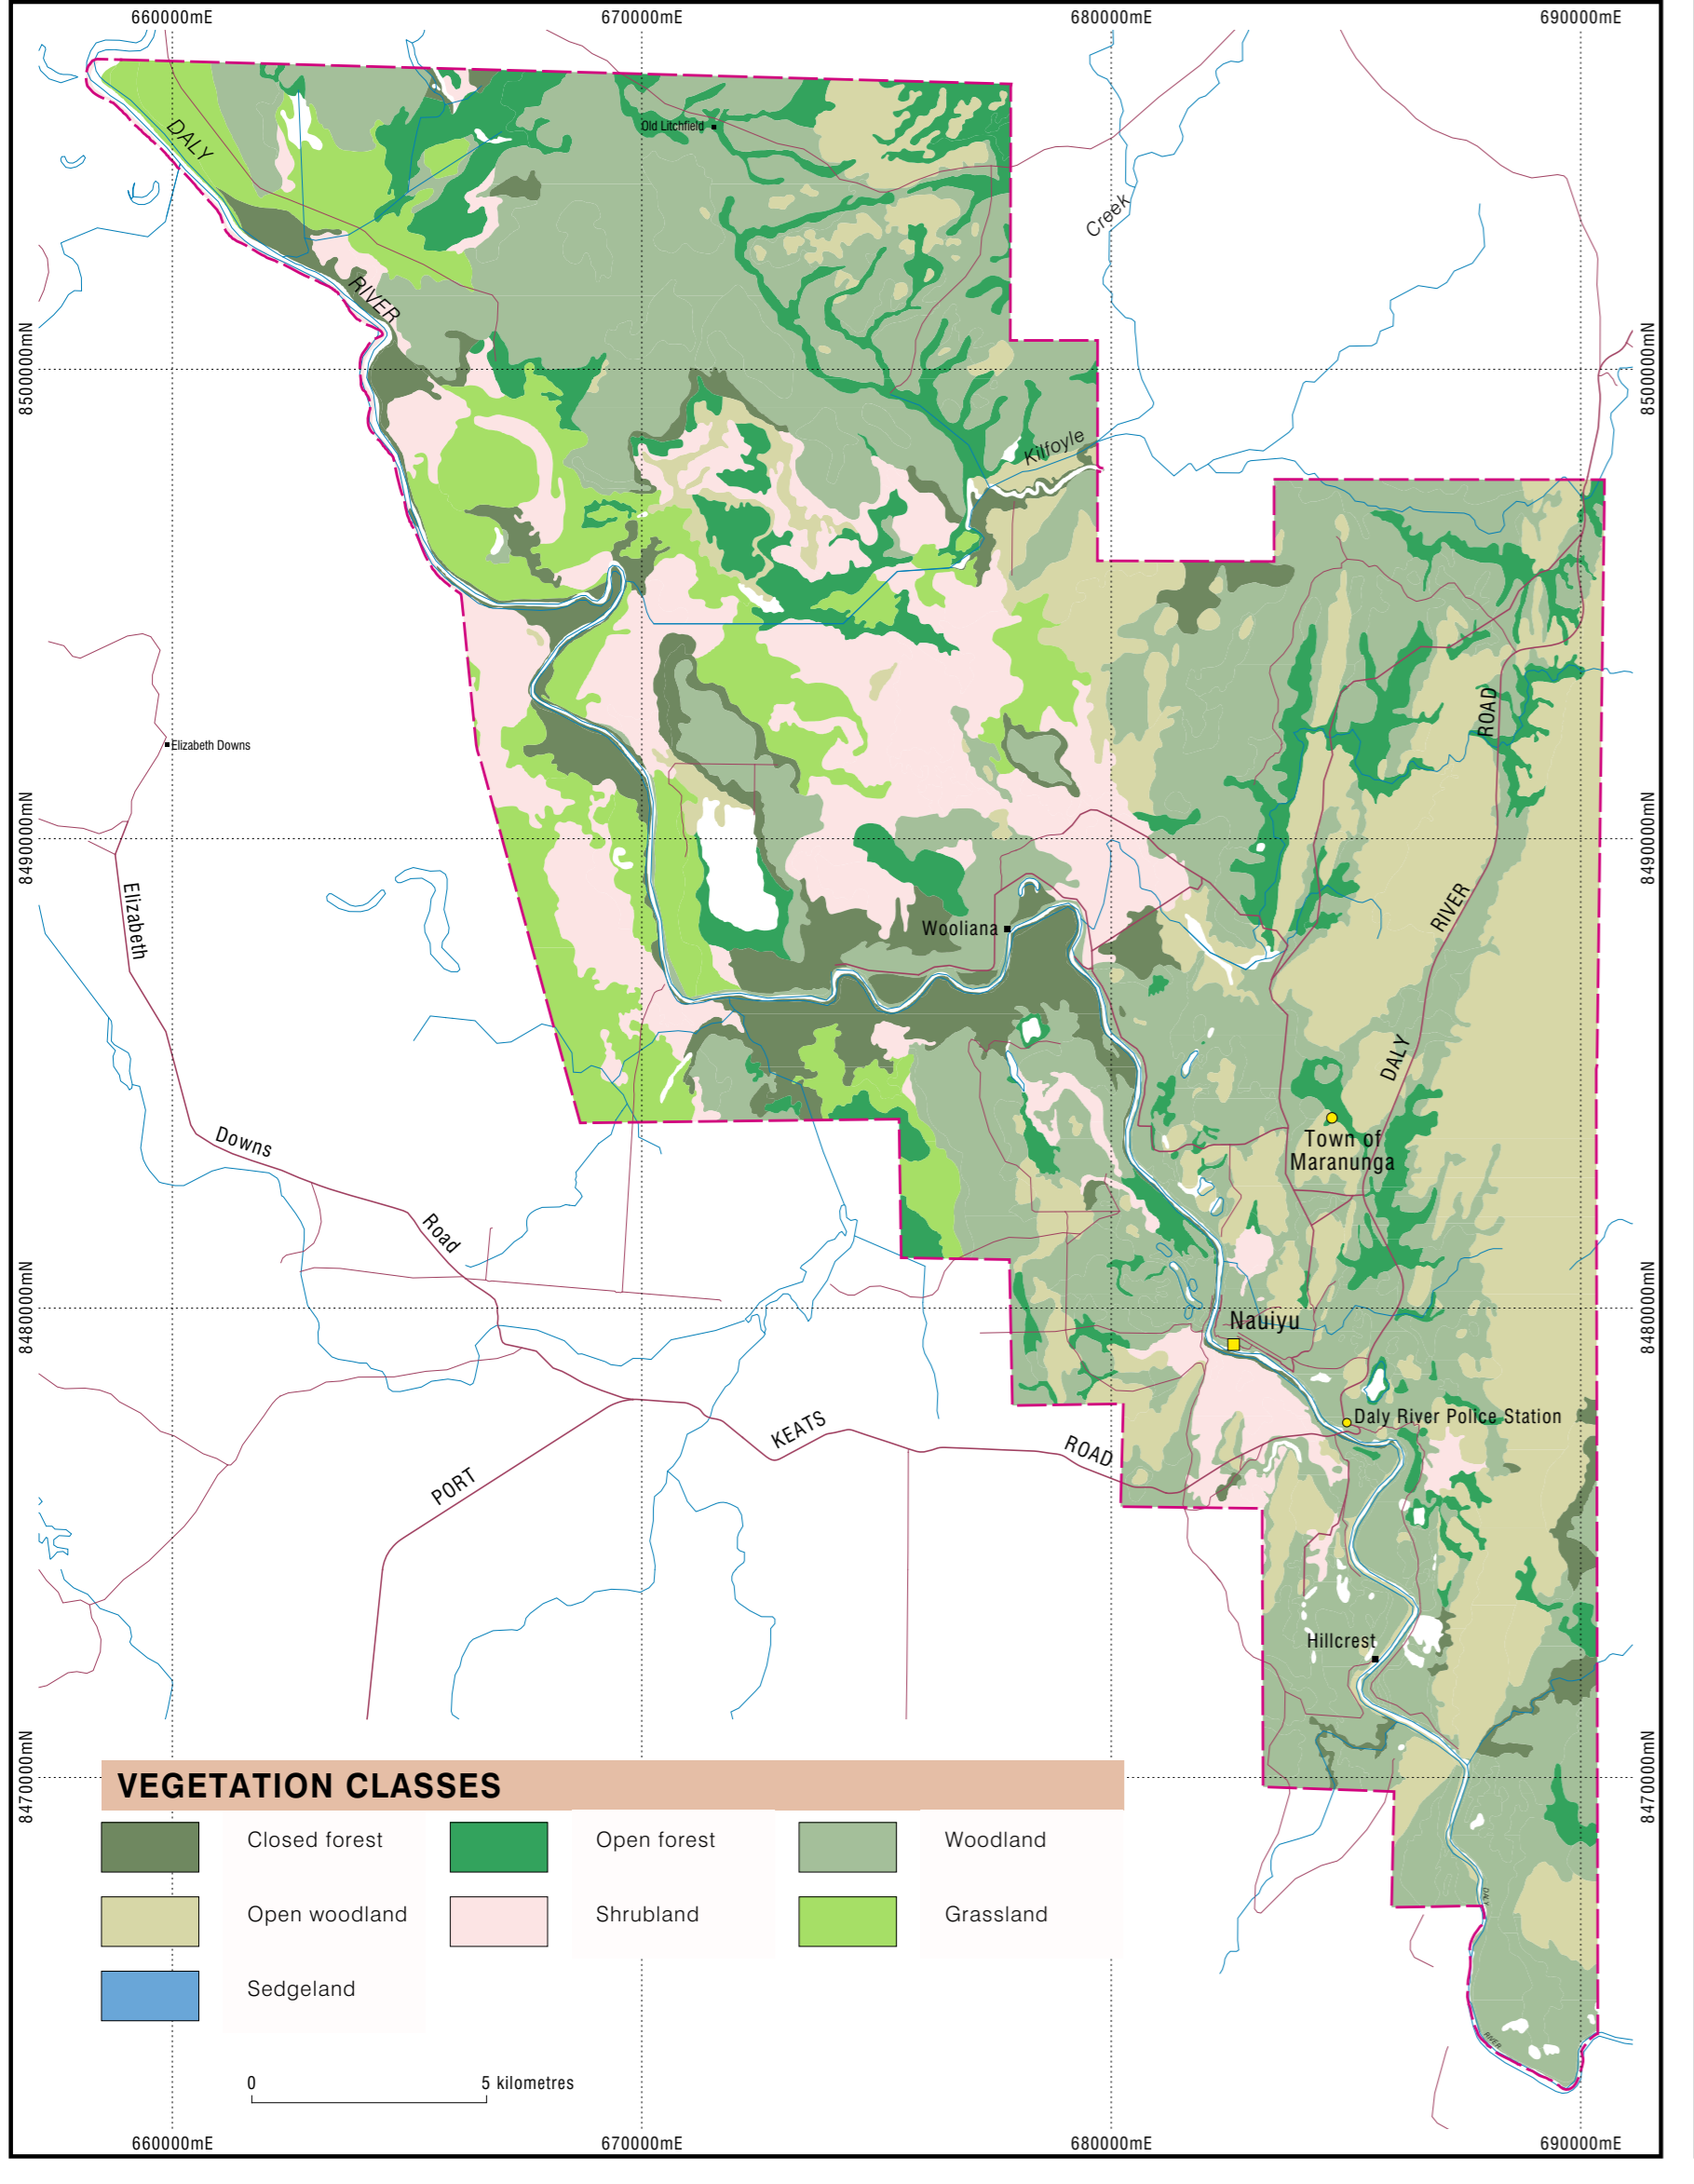 660000mE 670000mE 680000mE 690000mE
DALY
Old Litchfield
Creek
RIVER
8500000mN 8500000mN
Kilfoyle
ROAD
Elizabeth Downs
8490000mN 8490000mN
Elizabeth
RIVER
Wooliana
DALY
Town of
Maranunga
Downs
Road
8480000mN 8480000mN
Nauiyu
Daly River Police Station
KEATS
ROAD
PORT
Hillcrest
8470000mN 8470000mN
VEGETATION CLASSES
Closed forest Open forest Woodland
DALY
Open woodland Shrubland Grassland
Sedgeland
RIVER
0 5 kilometres
660000mE 670000mE 680000mE 690000mE